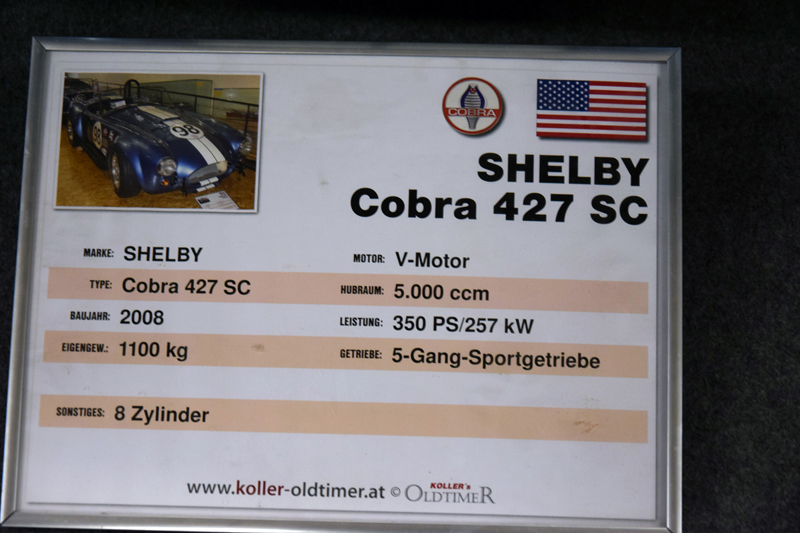 98
COBRA
SHELBY
Cobra 427 SC
MARKE: SHELBY
MOTOR: V-Motor
TYPE: Cobra 427 SC
HUBRAUM: 5.000 ccm
BAUJAHR: 2008
LEISTUNG: 350 PS/257 kW
EIGENGEW.: 1100 kg
GETRIEBE: 5-Gang-Sportgetriebe
SONSTIGES: 8 Zylinder
www.koller-oldtimer.at © KOLLER's OLDTIMER